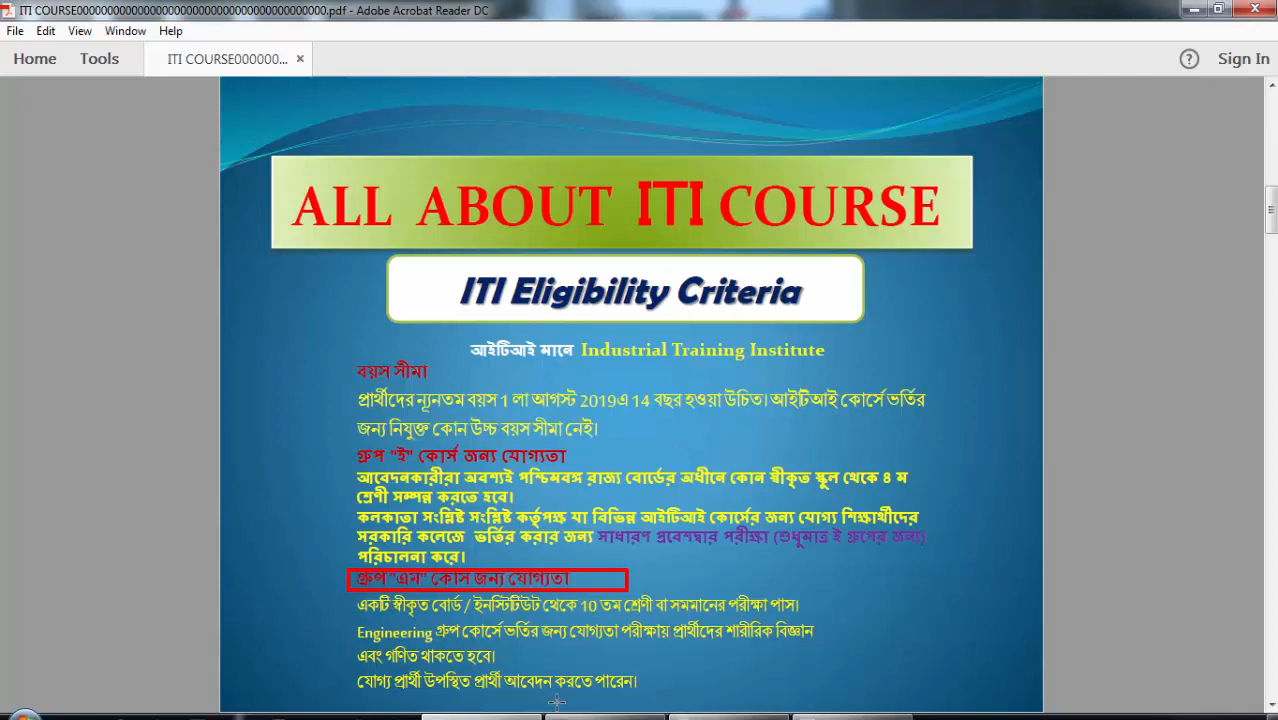 ITI COURSE0000000000000000000000000000000000000000.pdf - Adobe Acrobat Reader DC
File Edit View Window Help
Home Tools ITI COURSE000000... × ? Sign In
ALL ABOUT ITI COURSE
ITI Eligibility Criteria
আইটিআই মানে Industrial Training Institute
বয়স সীমা
প্রার্থীদের ন্যূনতম বয়স 1 লা আগস্ট 2019এ 14 বছর হওয়া উচিত। আইটিআই কোর্সে ভর্তির
জন্য নিযুক্ত কোন উচ্চ বয়স সীমা নেই।
গ্রুপ "ই" কোর্স জন্য যোগ্যতা
আবেদনকারীরা অবশ্যই পশ্চিমবঙ্গ রাজ্য বোর্ডের অধীনে কোন স্বীকৃত স্কুল থেকে ৪ ম
শ্রেণী সম্পন্ন করতে হবে।
কলকাতা সংশ্লিষ্ট সংশ্লিষ্ট কর্তৃপক্ষ যা বিভিন্ন আইটিআই কোর্সের জন্য যোগ্য শিক্ষার্থীদের
সরকারি কলেজে ভর্তির করার জন্য সাধারণ প্রবেশদ্বার পরীক্ষা (শুধুমাত্র ই গ্রুপের জন্য)
পরিচালনা করে।
গ্রুপ "এম" কোর্স জন্য যোগ্যতা
একটি স্বীকৃত বোর্ড / ইনস্টিটিউট থেকে 10 তম শ্রেণী বা সমমানের পরীক্ষা পাস।
Engineering গ্রুপ কোর্সে ভর্তির জন্য যোগ্যতা পরীক্ষায় প্রার্থীদের শারীরিক বিজ্ঞান
এবং গণিত থাকতে হবে।
যোগ্য প্রার্থী উপস্থিত প্রার্থী আবেদন করতে পারেন।